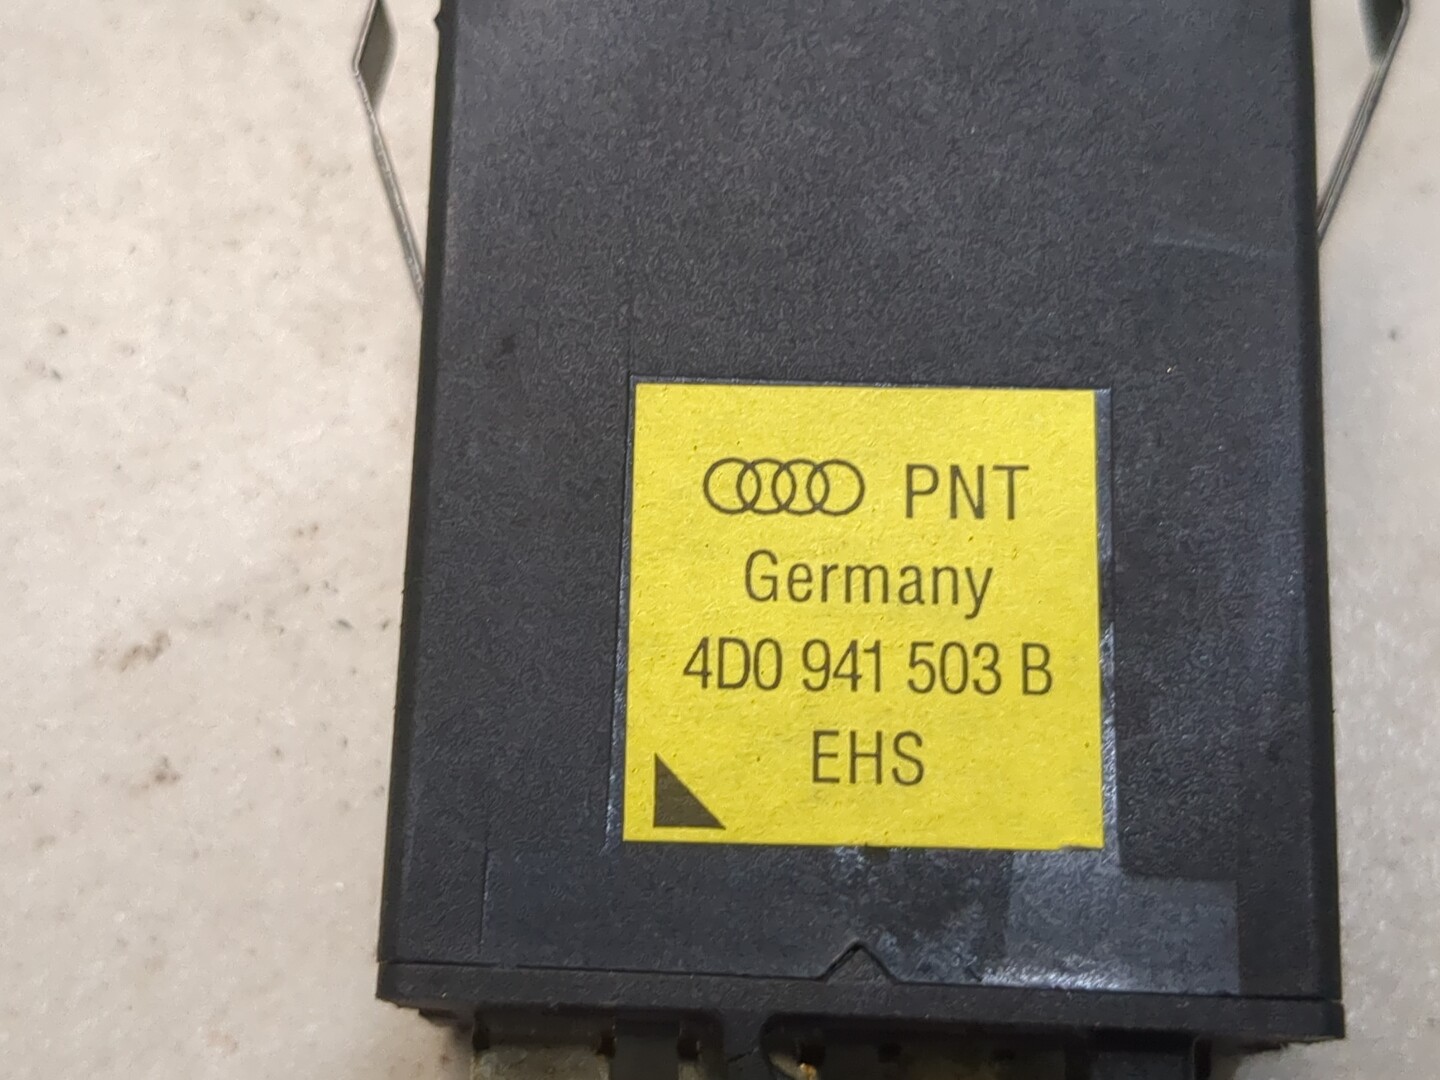 PNT
Germany
4D0 941 503 B
EHS